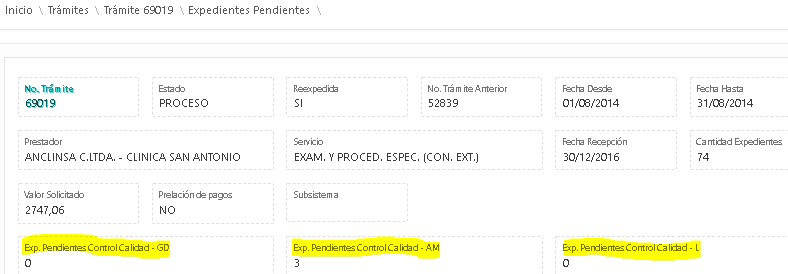 Inicio \ Trámites \ Trámite 69019 \ Expedientes Pendientes \
No. Trámite Estado Reexpedida No. Trámite Anterior Fecha Desde Fecha Hasta
69019 PROCESO SI 52839 01/08/2014 31/08/2014
Prestador Servicio Fecha Recepción Cantidad Expedientes
ANCLINSA C.LTDA. - CLINICA SAN ANTONIO EXAM. Y PROCED. ESPEC. (CON. EXT.) 30/12/2016 74
Valor Solicitado Prelación de pagos Subsistema
2747,06 NO
Exp. Pendientes Control Calidad - GD Exp. Pendientes Control Calidad - AM Exp. Pendientes Control Calidad - L
0 3 0